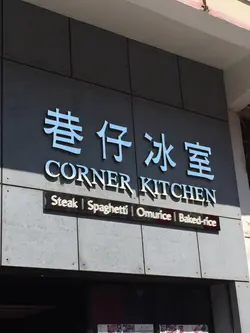 巷仔冰室
CORNER KITCHEN
Steak | Spaghetti | Omurice | Baked-rice